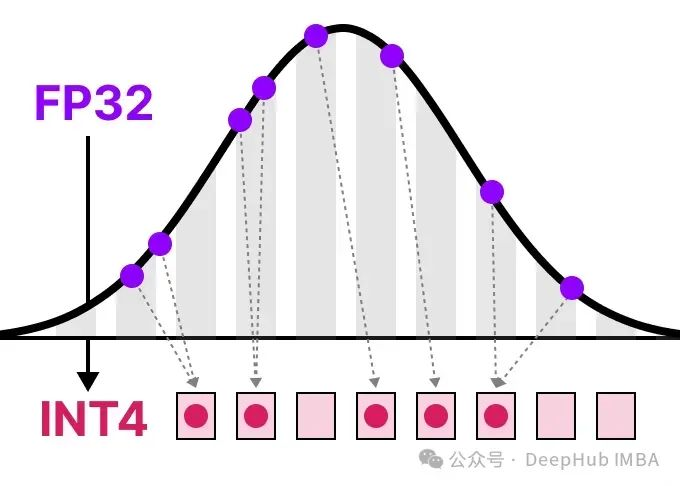 FP32
INT4
公众号 · DeepHub IMBA